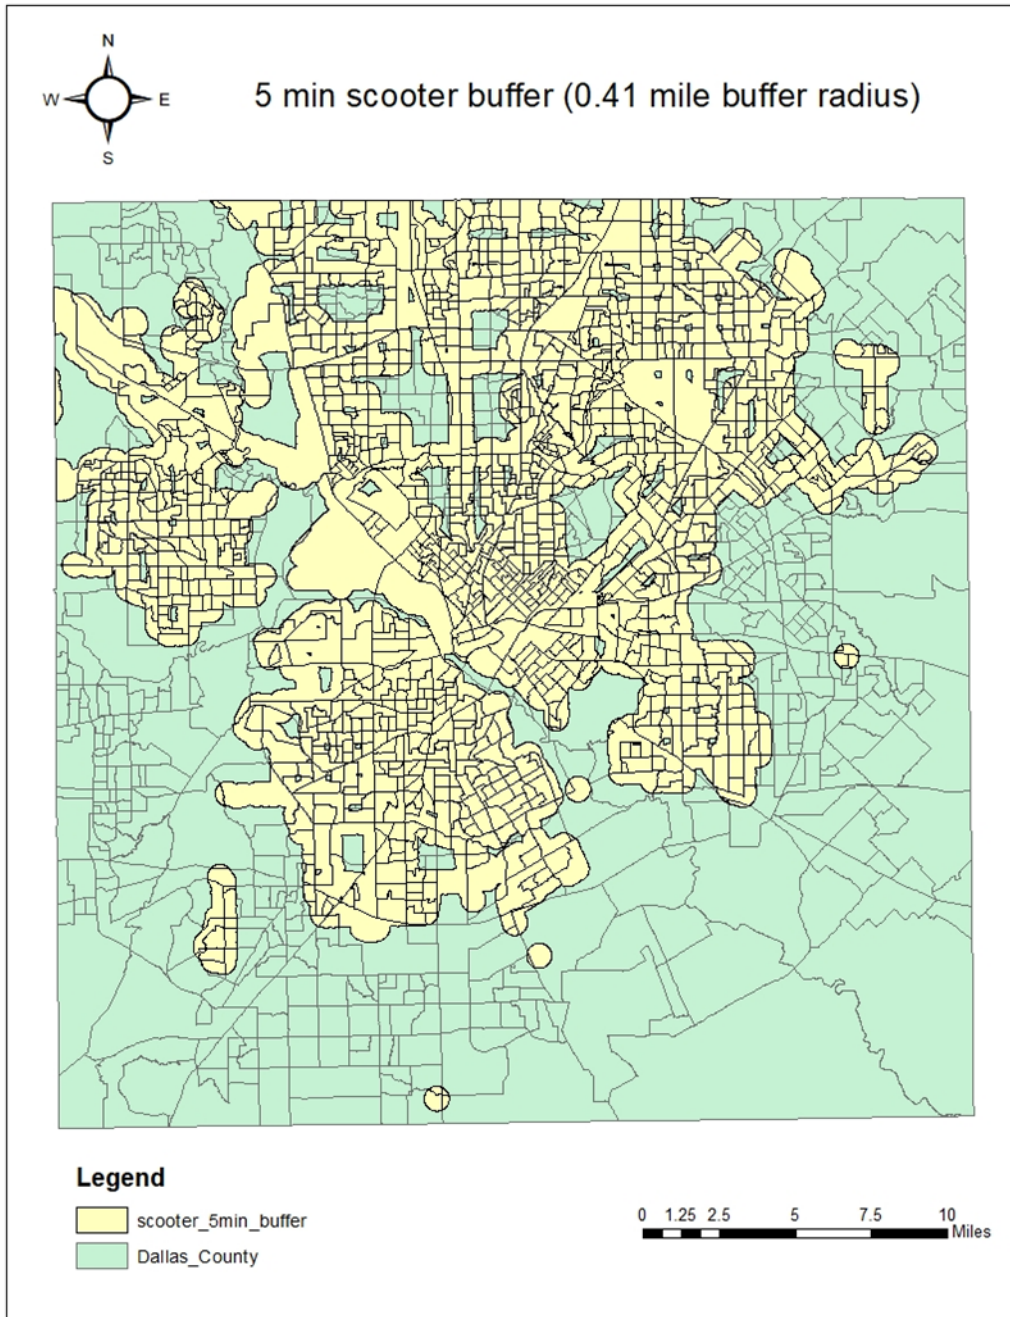 N
W E
S
5 min scooter buffer (0.41 mile buffer radius)
Legend
scooter_5min_buffer
Dallas_County
0 1.25 2.5 5 7.5 10
Miles